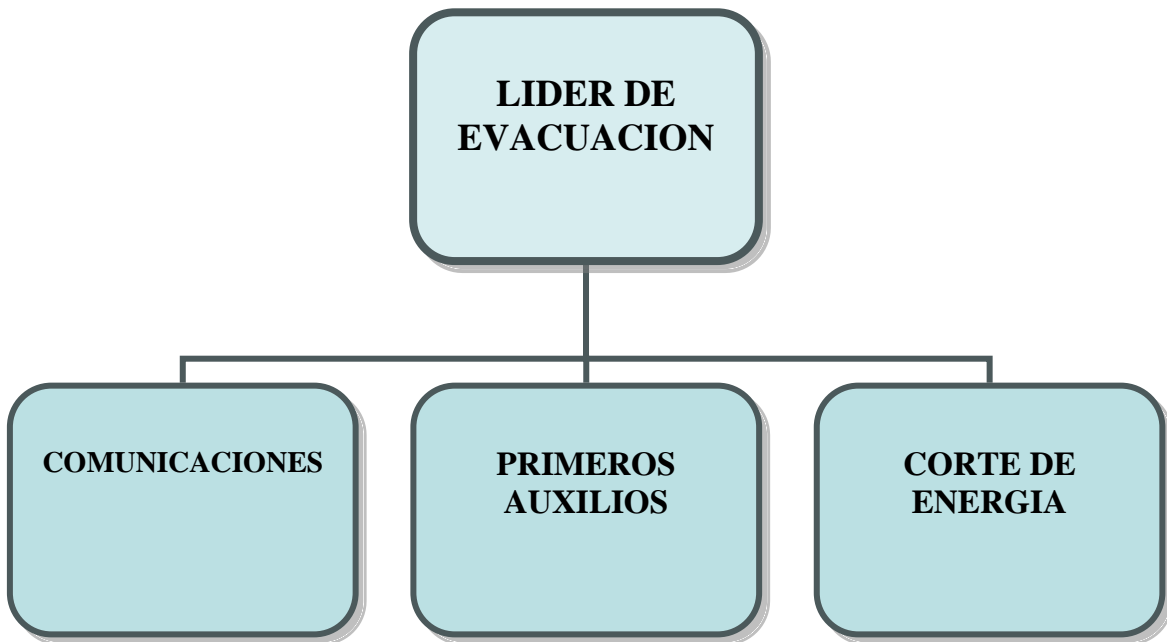 LIDER DE
EVACUACION
COMUNICACIONES
PRIMEROS
AUXILIOS
CORTE DE
ENERGIA